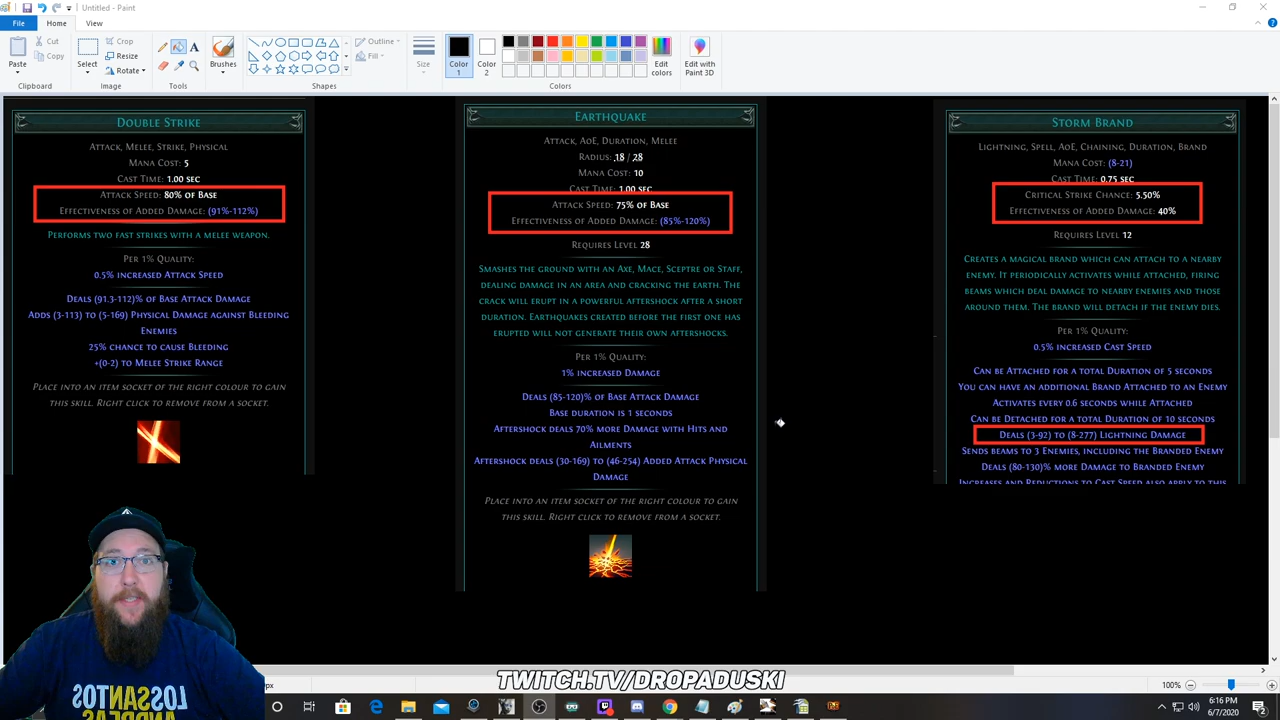 Untitled - Paint
File
Home
View
Paste
Cut
Copy
Clipboard
Select
Crop
Resize
Rotate
Image
Tools
Brushes
Outline
Fill
Shapes
Size
Color 1
Color 2
Edit colors
Edit with Paint 3D
Colors
DOUBLE STRIKE
ATTACK, MELEE, STRIKE, PHYSICAL
MANA COST: 5
CAST TIME: 1.00 SEC
ATTACK SPEED: 80% OF BASE
EFFECTIVENESS OF ADDED DAMAGE: (91%-112%)
PERFORMS TWO FAST STRIKES WITH A MELEE WEAPON.
PER 1% QUALITY:
0.5% INCREASED ATTACK SPEED
DEALS (91.3-112)% OF BASE ATTACK DAMAGE
ADDS (3-113) TO (5-169) PHYSICAL DAMAGE AGAINST BLEEDING
ENEMIES
25% CHANCE TO CAUSE BLEEDING
+(0-2) TO MELEE STRIKE RANGE
PLACE INTO AN ITEM SOCKET OF THE RIGHT COLOUR TO GAIN
THIS SKILL. RIGHT CLICK TO REMOVE FROM A SOCKET.
EARTHQUAKE
ATTACK, AOE, DURATION, MELEE
RADIUS: 18 / 28
MANA COST: 10
CAST TIME: 1.00 SEC
ATTACK SPEED: 75% OF BASE
EFFECTIVENESS OF ADDED DAMAGE: (85%-120%)
REQUIRES LEVEL 28
SMASHES THE GROUND WITH AN AXE, MACE, SCEPTRE OR STAFF,
DEALING DAMAGE IN AN AREA AND CRACKING THE EARTH. THE
CRACK WILL ERUPT IN A POWERFUL AFTERSHOCK AFTER A SHORT
DURATION. EARTHQUAKES CREATED BEFORE THE FIRST ONE HAS
ERUPTED WILL NOT GENERATE THEIR OWN AFTERSHOCKS.
PER 1% QUALITY:
1% INCREASED DAMAGE
DEALS (85-120)% OF BASE ATTACK DAMAGE
BASE DURATION IS 1 SECONDS
AFTERSHOCK DEALS 70% MORE DAMAGE WITH HITS AND
AILMENTS
AFTERSHOCK DEALS (30-169) TO (46-254) ADDED ATTACK PHYSICAL
DAMAGE
PLACE INTO AN ITEM SOCKET OF THE RIGHT COLOUR TO GAIN
THIS SKILL. RIGHT CLICK TO REMOVE FROM A SOCKET.
STORM BRAND
LIGHTNING, SPELL, AOE, CHAINING, DURATION, BRAND
MANA COST: (8-21)
CAST TIME: 0.75 SEC
CRITICAL STRIKE CHANCE: 5.50%
EFFECTIVENESS OF ADDED DAMAGE: 40%
REQUIRES LEVEL 12
CREATES A MAGICAL BRAND WHICH CAN ATTACH TO A NEARBY
ENEMY. IT PERIODICALLY ACTIVATES WHILE ATTACHED, FIRING
BEAMS WHICH DEAL DAMAGE TO NEARBY ENEMIES AND THOSE
AROUND THEM. THE BRAND WILL DETACH IF THE ENEMY DIES.
PER 1% QUALITY:
0.5% INCREASED CAST SPEED
CAN BE ATTACHED FOR A TOTAL DURATION OF 5 SECONDS
YOU CAN HAVE AN ADDITIONAL BRAND ATTACHED TO AN ENEMY
ACTIVATES EVERY 0.6 SECONDS WHILE ATTACHED
CAN BE DETACHED FOR A TOTAL DURATION OF 10 SECONDS
DEALS (3-92) TO (8-277) LIGHTNING DAMAGE
SENDS BEAMS TO 3 ENEMIES, INCLUDING THE BRANDED ENEMY
DEALS (80-130)% MORE DAMAGE TO BRANDED ENEMY
INCREASES AND REDUCTIONS TO CAST SPEED ALSO APPLY TO THIS
LOS SANTOS
TWITCH.TV/DROPADUSKI
px
100%
6:16 PM
6/7/2020